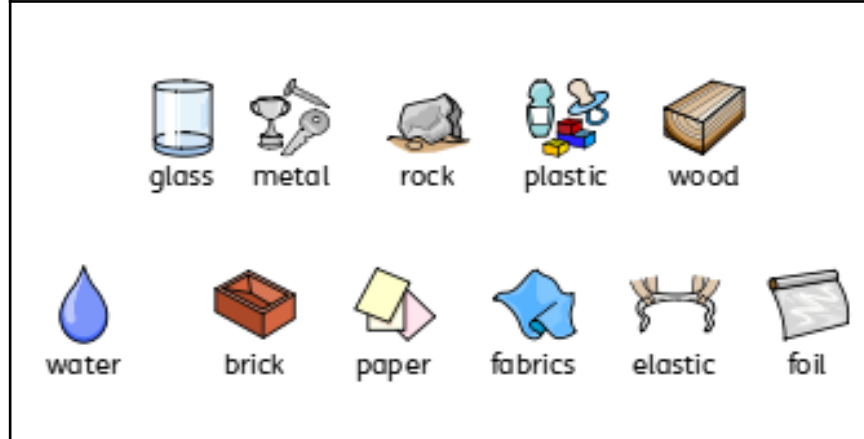 glass metal rock plastic wood
water brick paper fabrics elastic foil